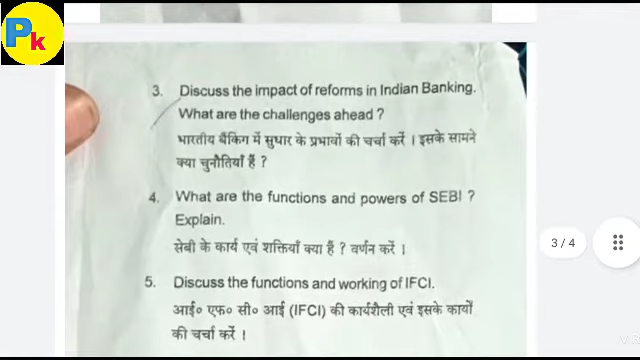 Pk
3. Discuss the impact of reforms in Indian Banking.
What are the challenges ahead ?
भारतीय बैंकिग में सुधार के प्रभावों की चर्चा करें । इसके सामने
क्या चुनौतियाँ हैं ?
4. What are the functions and powers of SEBI ?
Explain.
सेबी के कार्य एवं शक्तियाँ क्या हैं ? वर्णन करें ।
3 / 4
5. Discuss the functions and working of IFCI.
आई० एफ० सी० आई (IFCI) की कार्यशैली एवं इसके कार्यों
की चर्चा करें ।